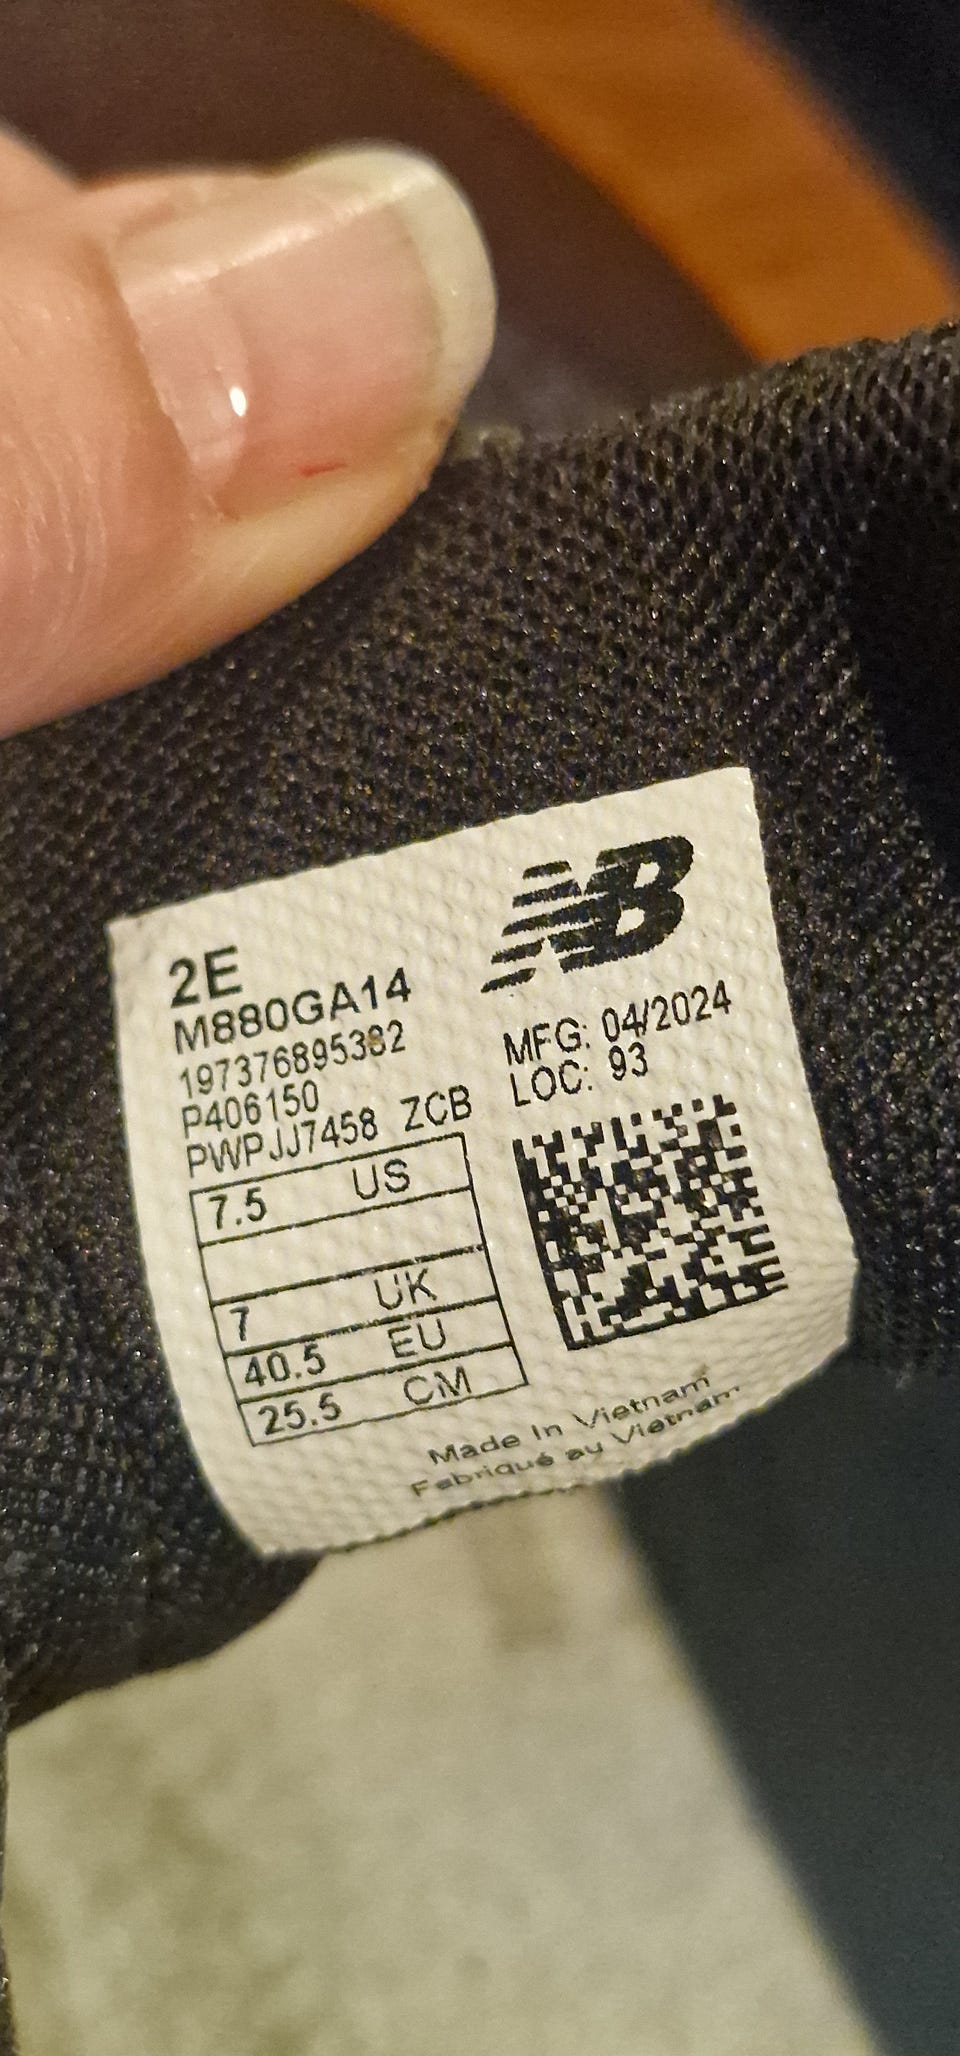 NB
2E
M880GA14
197376895382
P406150
PWPJJ7458 ZCB
MFG: 04/2024
LOC: 93
7.5 US
7 UK
40.5 EU
25.5 CM
Made In Vietnam
Fabriqué au Vietnam